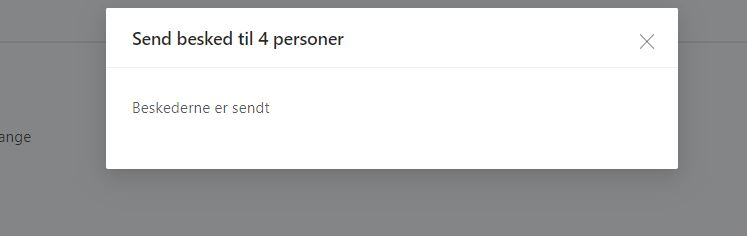 Send besked til 4 personer
Beskederne er sendt
ange